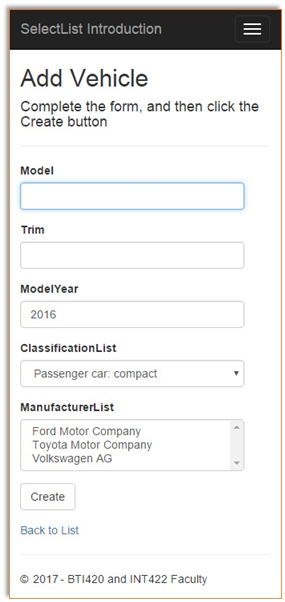 SelectList Introduction
Add Vehicle
Complete the form, and then click the
Create button
Model
Trim
ModelYear
2016
ClassificationList
Passenger car: compact
ManufacturerList
Ford Motor Company
Toyota Motor Company
Volkswagen AG
Create
Back to List
© 2017 - BTI420 and INT422 Faculty